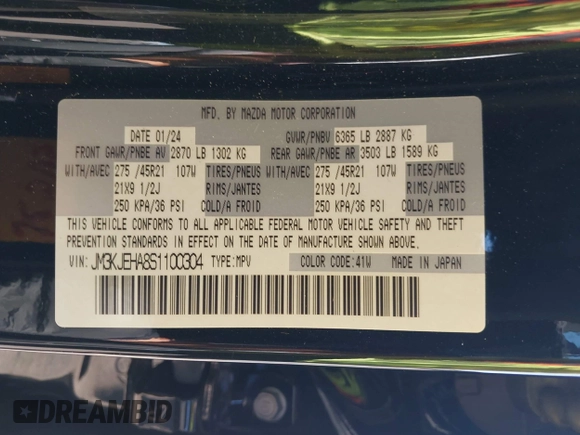 MFD. BY MAZDA MOTOR CORPORATION
DATE 01/24 GVWR/PNBV 6365 LB 2887 KG
FRONT GAWR/PNBE AV 2870 LB 1302 KG REAR GAWR/PNBE AR 3503 LB 1589 KG
WITH/AVEC 275 /45R21 107W TIRES/PNEUS WITH/AVEC 275 /45R21 107W TIRES/PNEUS
21X9 1/2J RIMS/JANTES 21X9 1/2J RIMS/JANTES
250 KPA/36 PSI COLD/A FROID 250 KPA/36 PSI COLD/A FROID
THIS VEHICLE CONFORMS TO ALL APPLICABLE FEDERAL MOTOR VEHICLE SAFETY AND THEFT
PREVENTION STANDARDS IN EFFECT ON THE DATE OF MANUFACTURE SHOWN ABOVE.
VIN: JM3KJEHA8S1100304 TYPE:MPV COLOR CODE:41W MADE IN JAPAN
DREAMBID